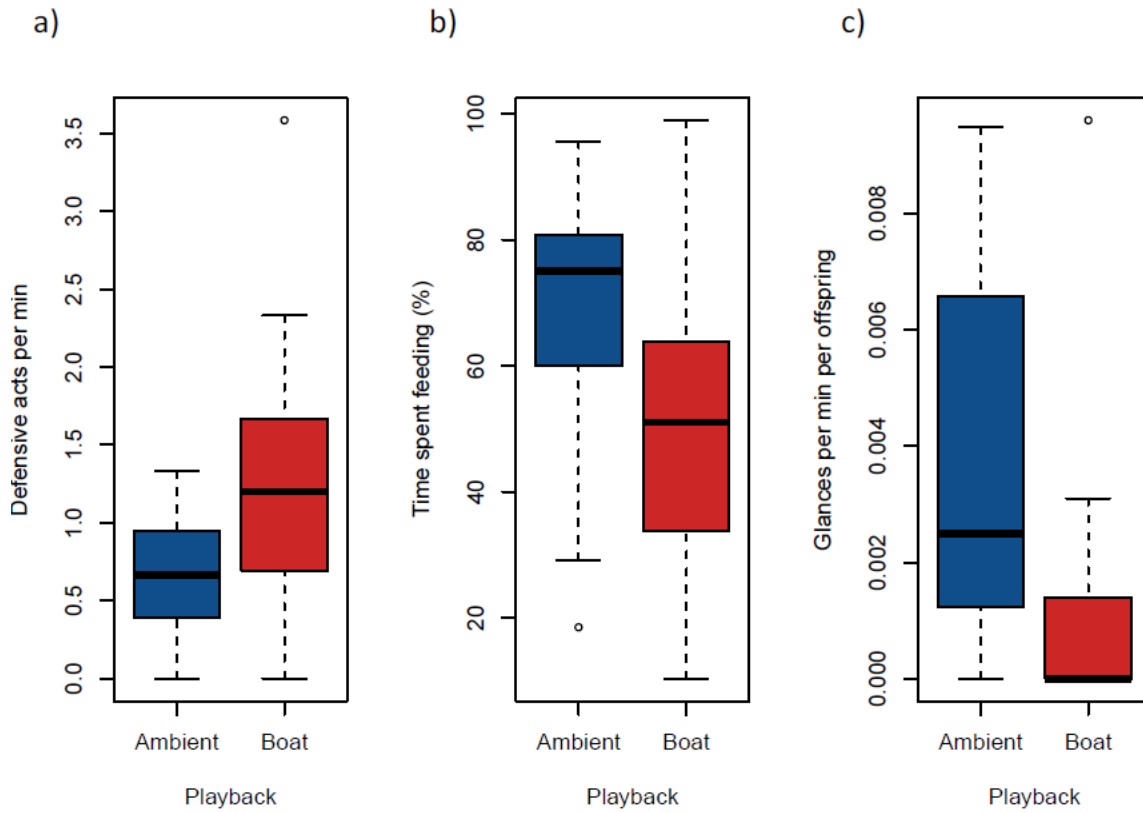 a)
Defensive acts per min
3.5
3.0
2.5
2.0
1.5
1.0
0.5
0.0
Ambient
Boat
Playback
b)
Time spent feeding (%)
100
80
60
40
20
Ambient
Boat
Playback
c)
Glances per min per offspring
0.008
0.006
0.004
0.002
0.000
Ambient
Boat
Playback